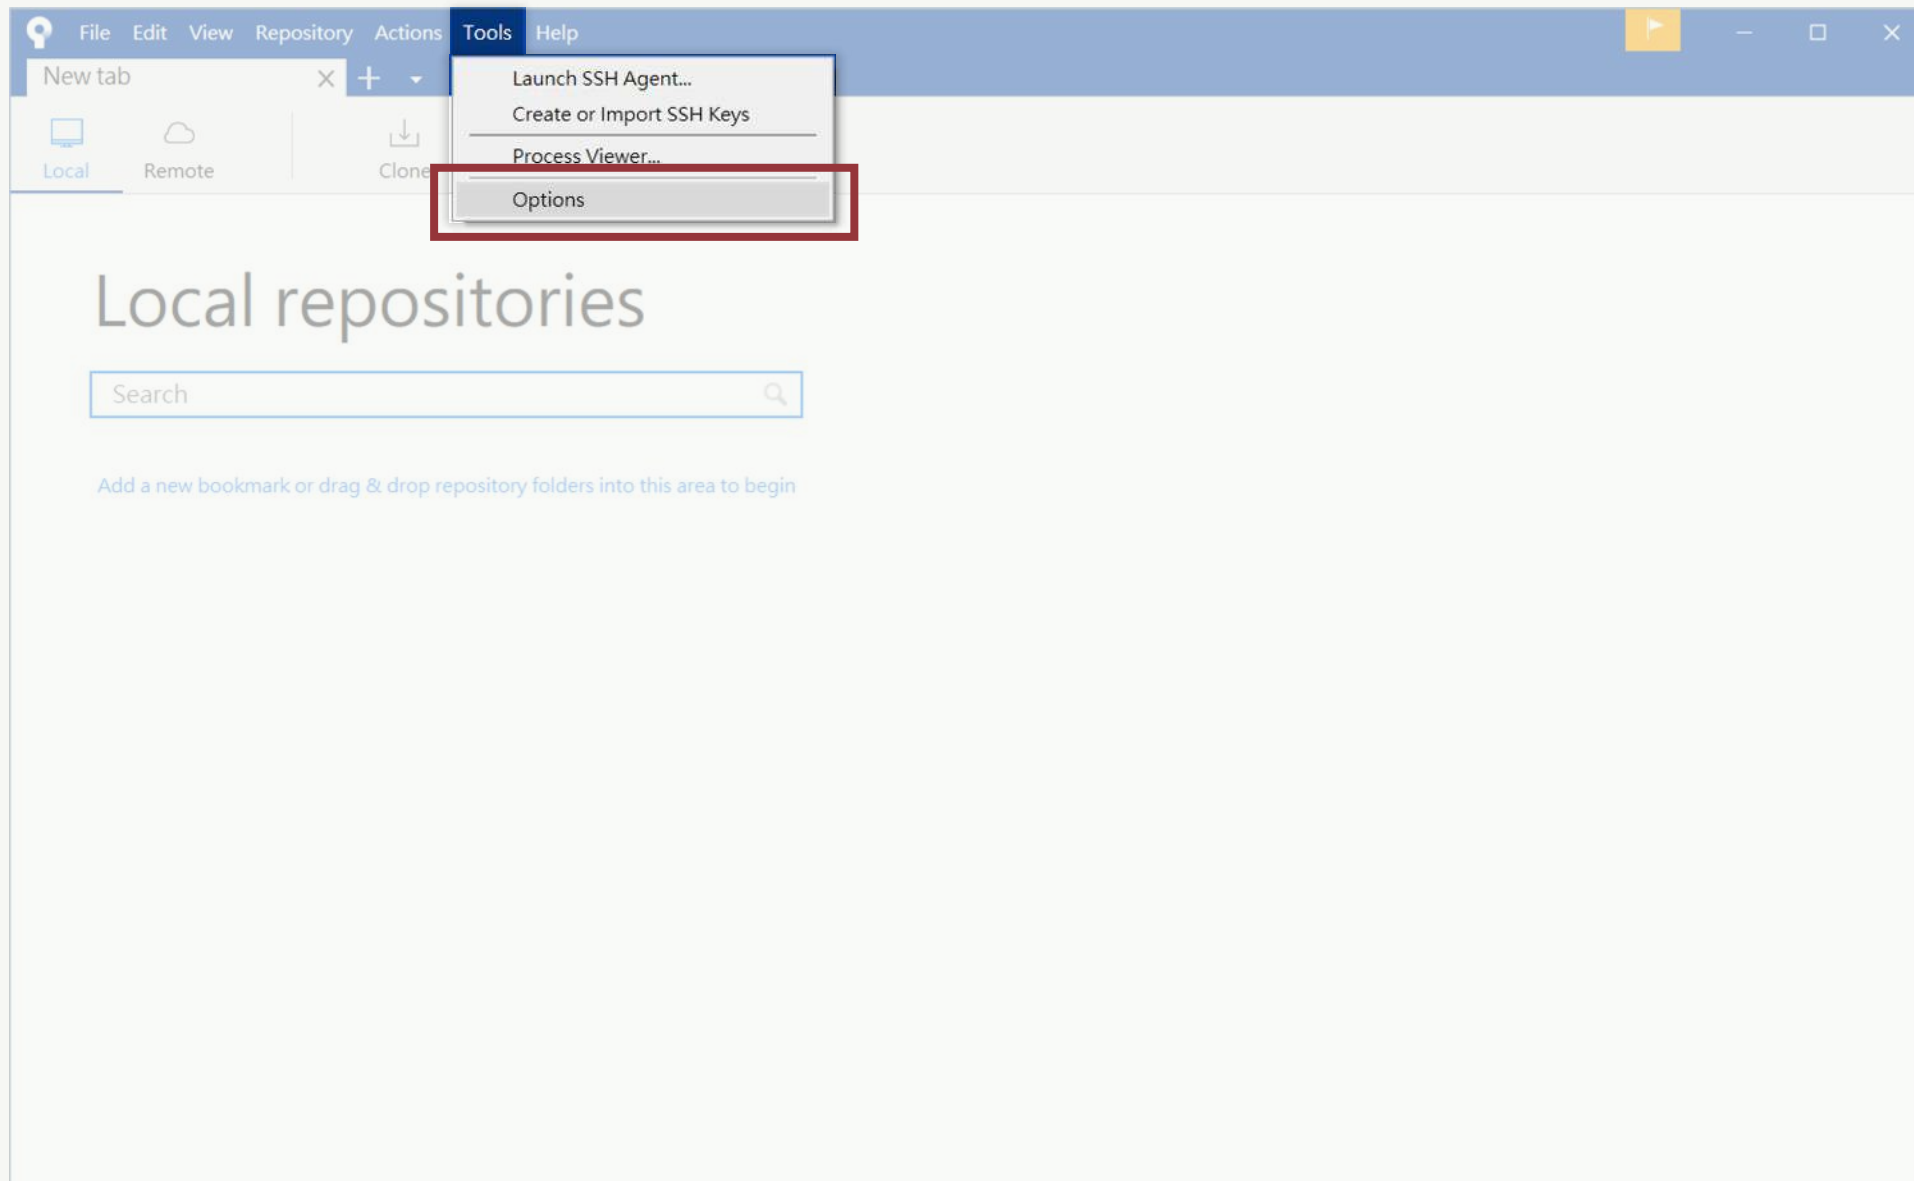 File Edit View Repository Actions Tools Help
New tab
Launch SSH Agent...
Create or Import SSH Keys
Process Viewer...
Options
Local Remote Clone
Local repositories
Search
Add a new bookmark or drag & drop repository folders into this area to begin